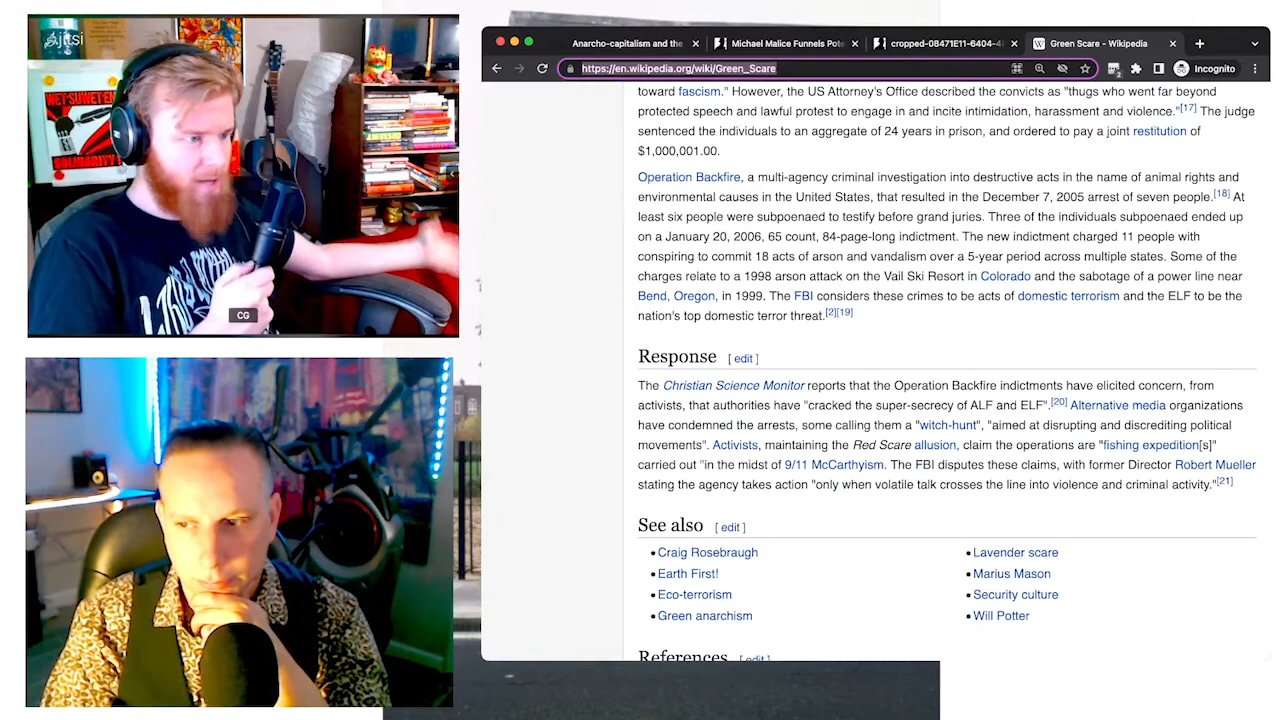 jitsi
WET'SUWET'EN
SOLIDARITY
CG
Anarcho-capitalism and the
Michael Malice Funnels Pote
cropped-08471E11-6404-4
Green Scare - Wikipedia
https://en.wikipedia.org/wiki/Green_Scare
2
Incognito
toward fascism." However, the US Attorney's Office described the convicts as "thugs who went far beyond
protected speech and lawful protest to engage in and incite intimidation, harassment and violence."[17] The judge
sentenced the individuals to an aggregate of 24 years in prison, and ordered to pay a joint restitution of
$1,000,001.00.
Operation Backfire, a multi-agency criminal investigation into destructive acts in the name of animal rights and
environmental causes in the United States, that resulted in the December 7, 2005 arrest of seven people.[18] At
least six people were subpoenaed to testify before grand juries. Three of the individuals subpoenaed ended up
on a January 20, 2006, 65 count, 84-page-long indictment. The new indictment charged 11 people with
conspiring to commit 18 acts of arson and vandalism over a 5-year period across multiple states. Some of the
charges relate to a 1998 arson attack on the Vail Ski Resort in Colorado and the sabotage of a power line near
Bend, Oregon, in 1999. The FBI considers these crimes to be acts of domestic terrorism and the ELF to be the
nation's top domestic terror threat.[2][19]
Response [ edit ]
The Christian Science Monitor reports that the Operation Backfire indictments have elicited concern, from
activists, that authorities have "cracked the super-secrecy of ALF and ELF".[20] Alternative media organizations
have condemned the arrests, some calling them a "witch-hunt", "aimed at disrupting and discrediting political
movements". Activists, maintaining the Red Scare allusion, claim the operations are "fishing expedition[s]"
carried out "in the midst of 9/11 McCarthyism. The FBI disputes these claims, with former Director Robert Mueller
stating the agency takes action "only when volatile talk crosses the line into violence and criminal activity."[21]
See also [ edit ]
Craig Rosebraugh
Earth First!
Eco-terrorism
Green anarchism
Lavender scare
Marius Mason
Security culture
Will Potter
References [ edit ]